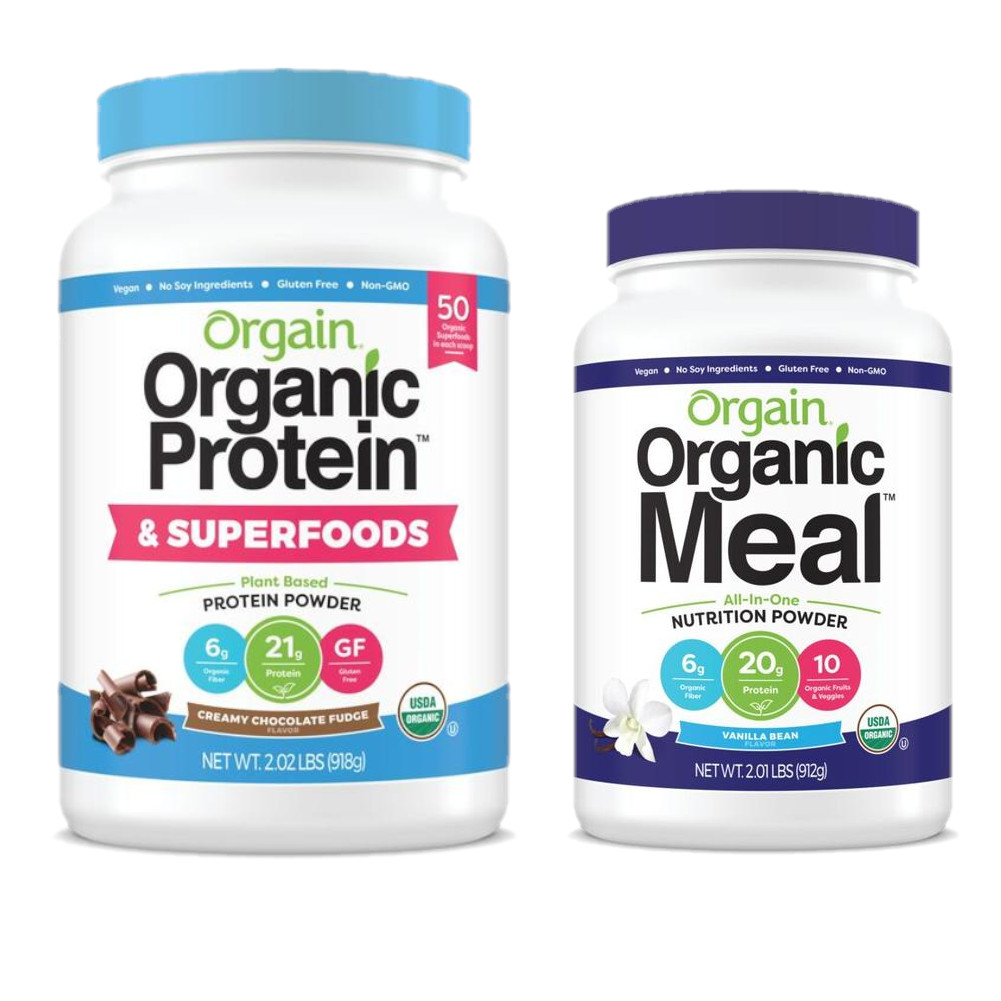 Vegan • No Soy Ingredients • Gluten Free • Non-GMO
50
Organic
Superfoods
in each scoop
Orgain®
Organic
Protein™
& SUPERFOODS
Plant Based
PROTEIN POWDER
6g
Organic
Fiber
21g
Protein
GF
Gluten
Free
CREAMY CHOCOLATE FUDGE
FLAVOR
USDA
ORGANIC
U
NET WT. 2.02 LBS (918g)
Vegan • No Soy Ingredients • Gluten Free • Non-GMO
Orgain®
Organic
Meal™
All-In-One
NUTRITION POWDER
6g
Organic
Fiber
20g
Protein
10
Organic Fruits
& Veggies
VANILLA BEAN
FLAVOR
USDA
ORGANIC
U
NET WT. 2.01 LBS (912g)